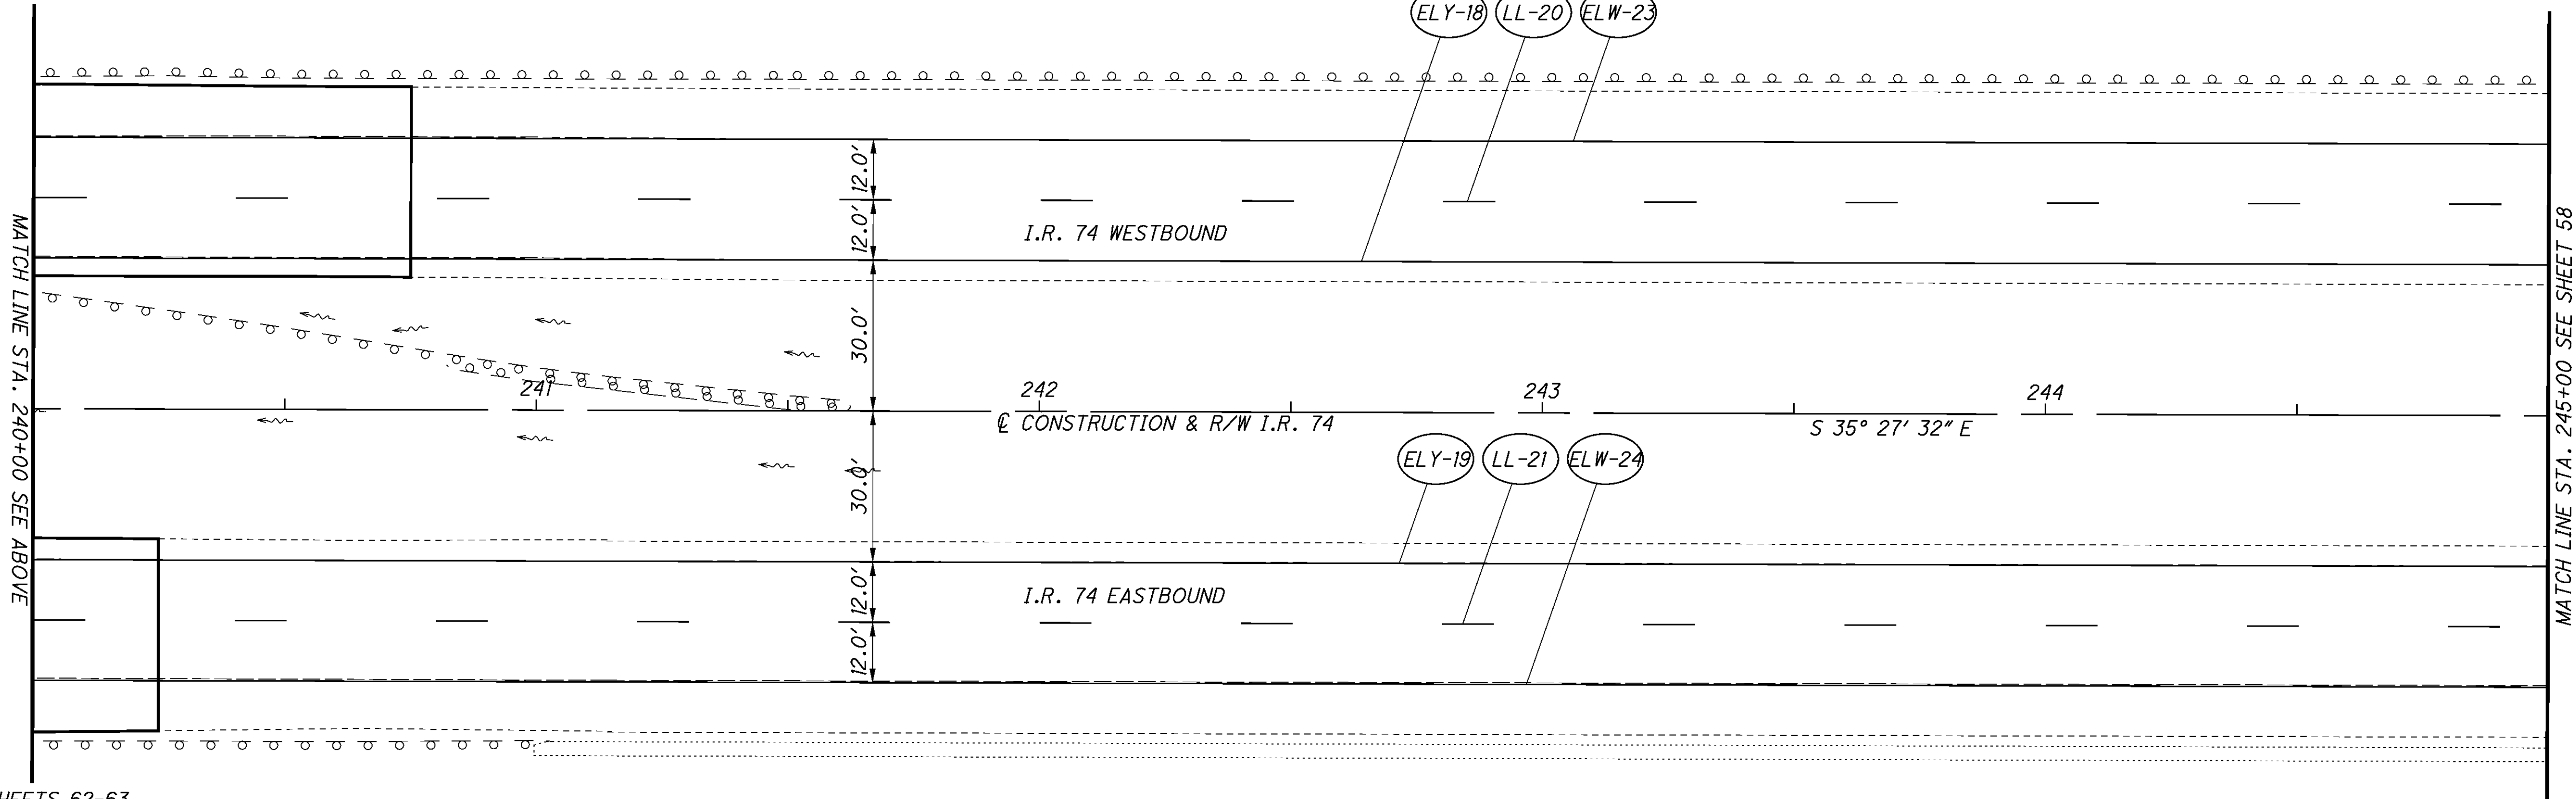 ELY-18 LL-20 ELW-23
MATCH LINE STA. 240+00 SEE ABOVE
12.0'
12.0'
I.R. 74 WESTBOUND
30.0'
241 242 243 244
℄ CONSTRUCTION & R/W I.R. 74
S 35° 27' 32" E
30.0'
ELY-19 LL-21 ELW-24
12.0'
I.R. 74 EASTBOUND
12.0'
MATCH LINE STA. 245+00 SEE SHEET 58
62-63